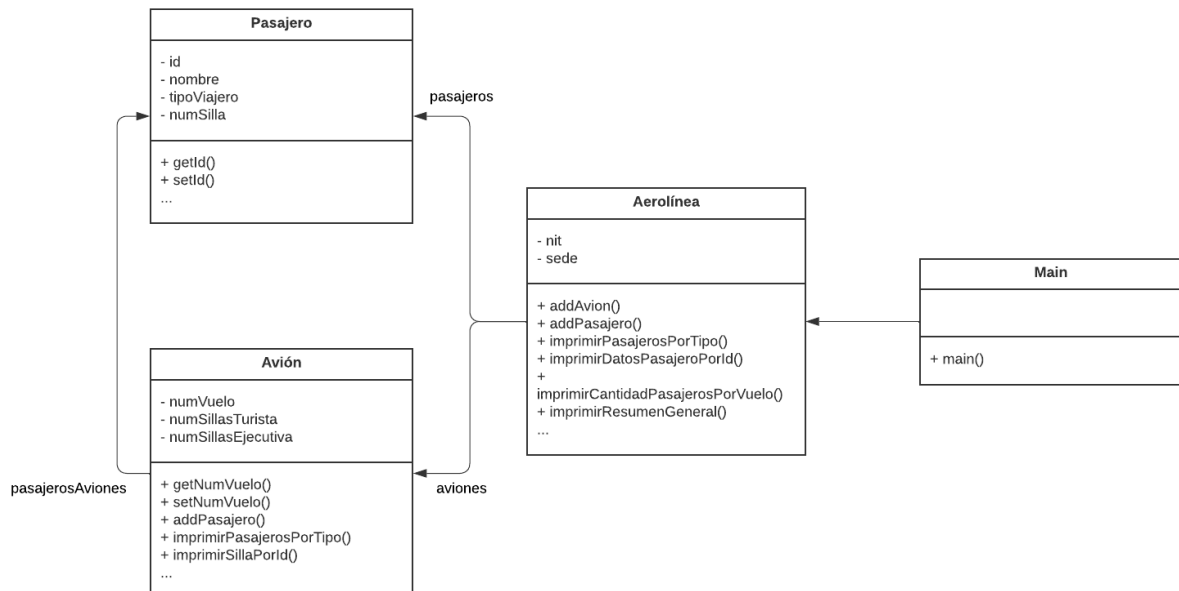 Pasajero
- id
- nombre
- tipoViajero
- numSilla
+ getId()
+ setId()
...
pasajeros
Aerolínea
- nit
- sede
+ addAvion()
+ addPasajero()
+ imprimirPasajerosPorTipo()
+ imprimirDatosPasajeroPorId()
+
imprimirCantidadPasajerosPorVuelo()
+ imprimirResumenGeneral()
...
Main
+ main()
Avión
- numVuelo
- numSillasTurista
- numSillasEjecutiva
+ getNumVuelo()
+ setNumVuelo()
+ addPasajero()
+ imprimirPasajerosPorTipo()
+ imprimirSillaPorId()
...
pasajerosAviones
aviones